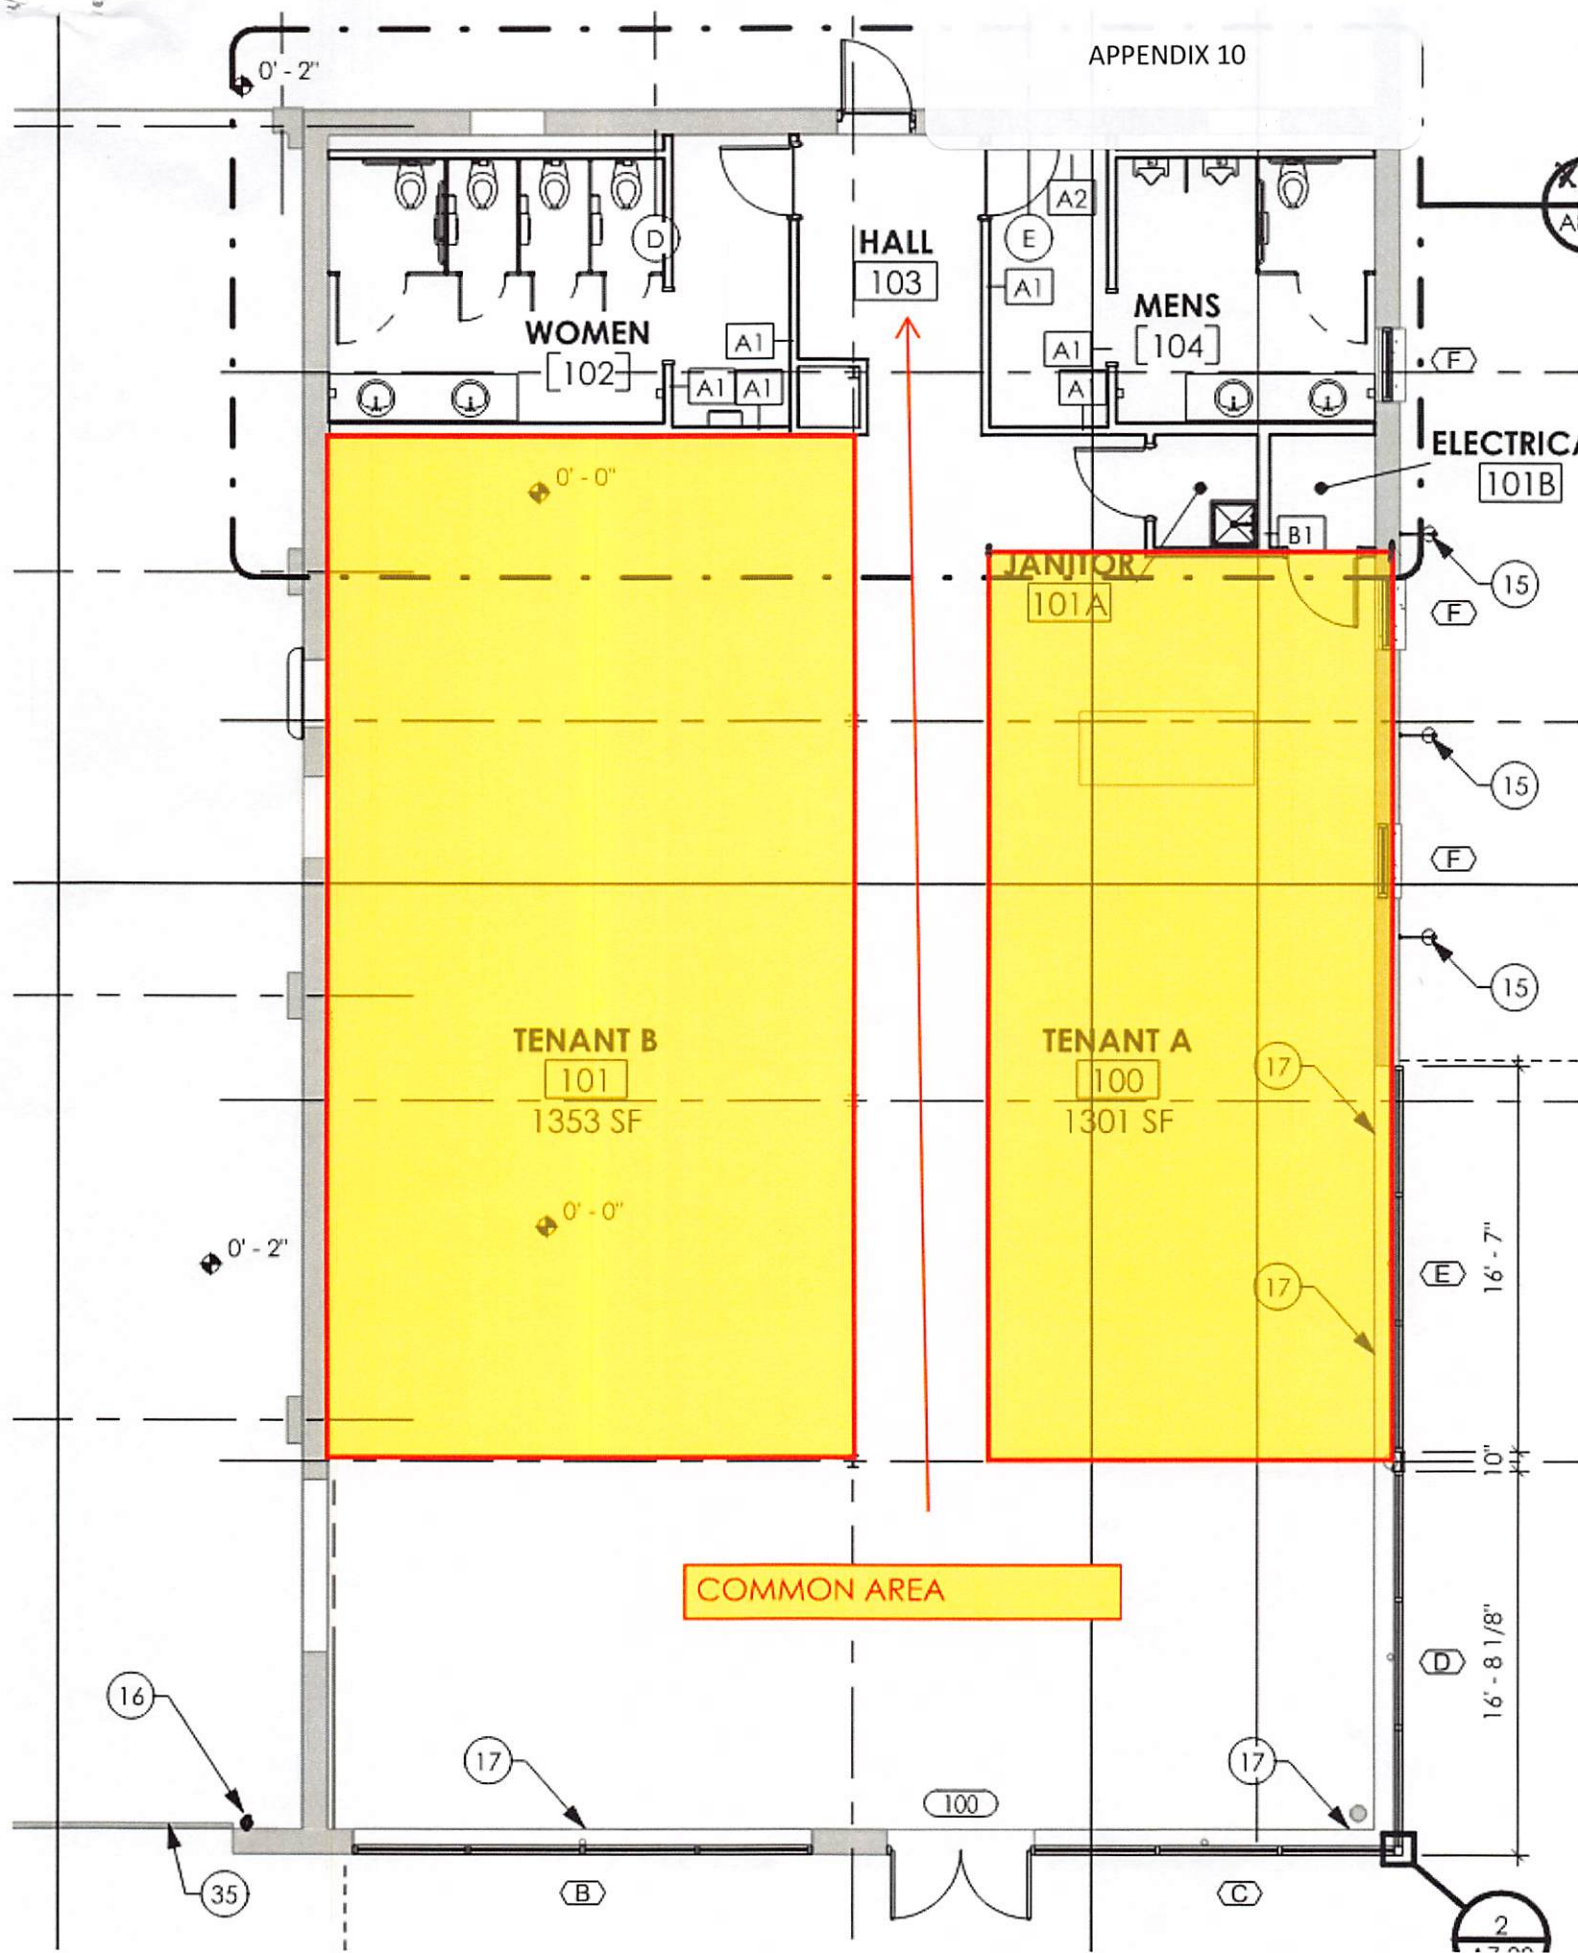 APPENDIX 10
0' - 2"
D
HALL
103
E
A2
A1
MENS
[104]
WOMEN
[102]
A1
A1
F
A1
A1
A
ELECTRICA
101B
0' - 0"
B1
JANITOR
101A
15
F
15
F
15
TENANT B
101
1353 SF
TENANT A
100
1301 SF
17
0' - 0"
0' - 2"
17
E
16' - 7"
10"
COMMON AREA
D
16' - 8 1/8"
16
17
17
100
35
B
C
2